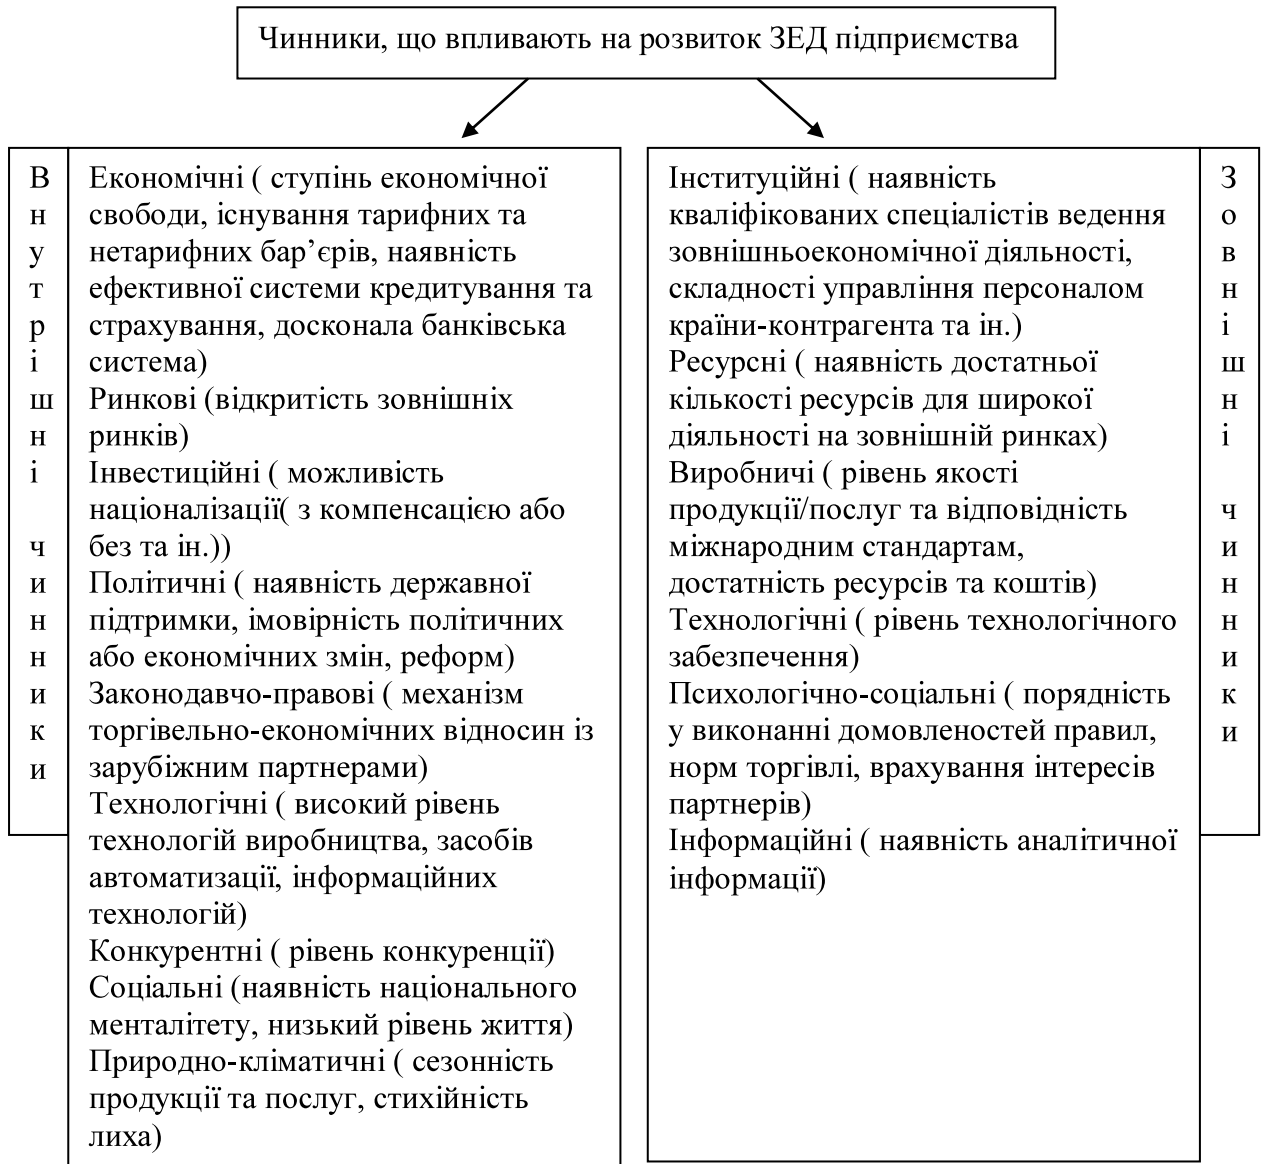 Чинники, що впливають на розвиток ЗЕД підприємства
Внутрішні чинники
Економічні ( ступінь економічної
свободи, існування тарифних та
нетарифних бар’єрів, наявність
ефективної системи кредитування та
страхування, досконала банківська
система)
Ринкові (відкритість зовнішніх
ринків)
Інвестиційні ( можливість
націоналізації( з компенсацією або
без та ін.))
Політичні ( наявність державної
підтримки, імовірність політичних
або економічних змін, реформ)
Законодавчо-правові ( механізм
торгівельно-економічних відносин із
зарубіжним партнерами)
Технологічні ( високий рівень
технологій виробництва, засобів
автоматизації, інформаційних
технологій)
Конкурентні ( рівень конкуренції)
Соціальні (наявність національного
менталітету, низький рівень життя)
Природно-кліматичні ( сезонність
продукції та послуг, стихійність
лиха)
Інституційні ( наявність
кваліфікованих спеціалістів ведення
зовнішньоекономічної діяльності,
складності управління персоналом
країни-контрагента та ін.)
Ресурсні ( наявність достатньої
кількості ресурсів для широкої
діяльності на зовнішній ринках)
Виробничі ( рівень якості
продукції/послуг та відповідність
міжнародним стандартам,
достатність ресурсів та коштів)
Технологічні ( рівень технологічного
забезпечення)
Психологічно-соціальні ( порядність
у виконанні домовленостей правил,
норм торгівлі, врахування інтересів
партнерів)
Інформаційні ( наявність аналітичної
інформації)
Зовнішні чинники